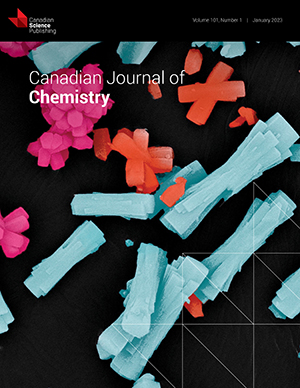 Canadian
Science
Publishing
Volume 101, Number 1 | January 2023
Canadian Journal of
Chemistry